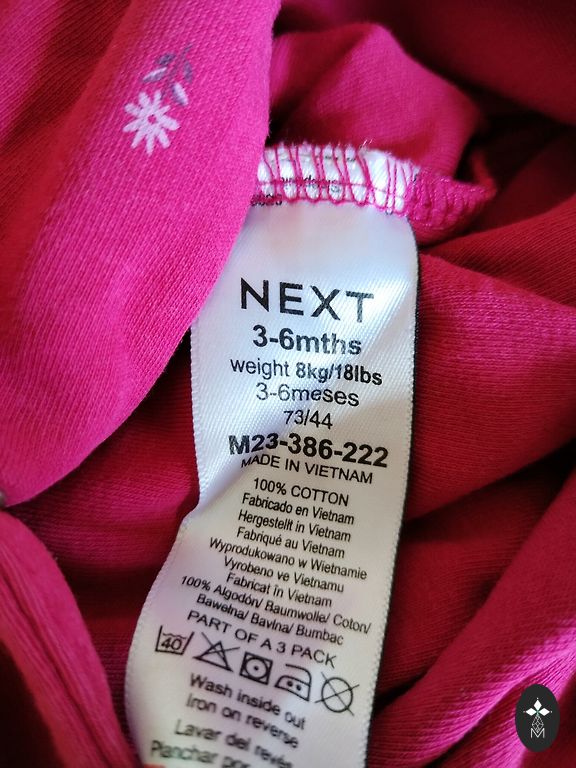 NEXT
3-6mths
weight 8kg/18lbs
3-6meses
73/44
M23-386-222
MADE IN VIETNAM
100% COTTON
Fabricado en Vietnam
Hergestellt in Vietnam
Fabriqué au Vietnam
Wyprodukowano w Wietnamie
Vyrobeno ve Vietnamu
Fabricat în Vietnam
100% Algodón/ Baumwolle/ Coton/
Bawełna/ Bavlna/ Bumbac
PART OF A 3 PACK
40
Wash inside out
Iron on reverse
Lavar del revés
Planchar por
M